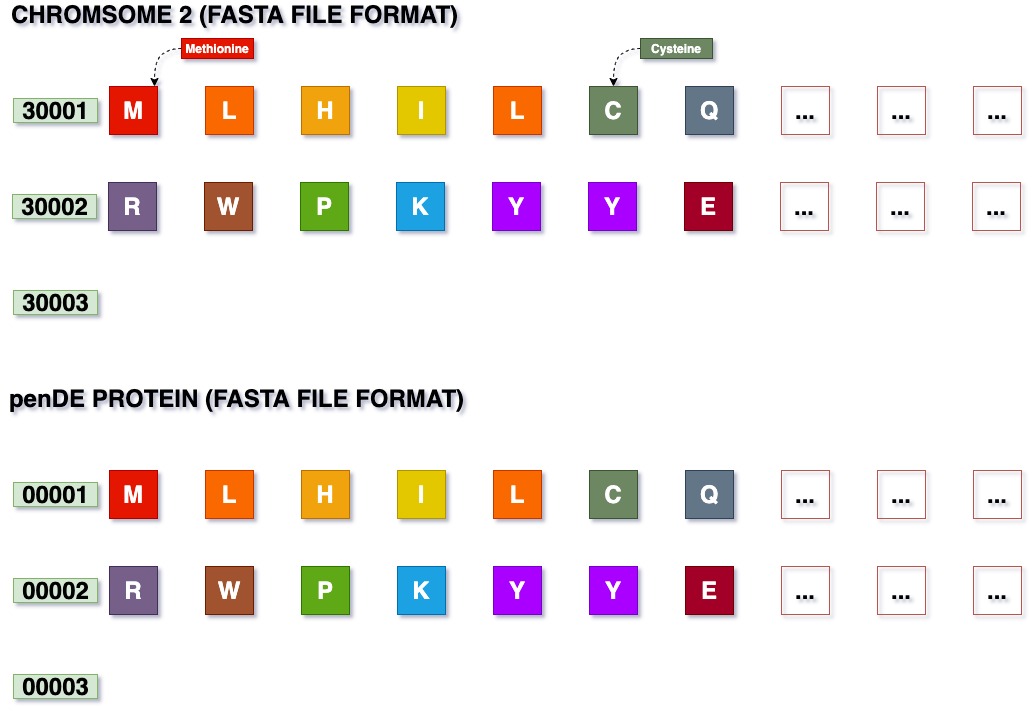 CHROMSOME 2 (FASTA FILE FORMAT)
Methionine Cysteine
30001 M L H I L C Q ... ... ...
30002 R W P K Y Y E ... ... ...
30003
penDE PROTEIN (FASTA FILE FORMAT)
00001 M L H I L C Q ... ... ...
00002 R W P K Y Y E ... ... ...
00003